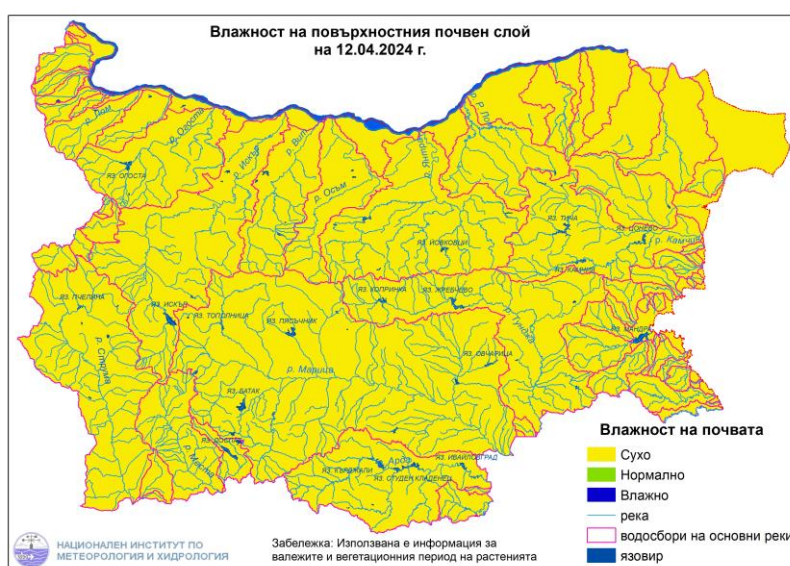 Влажност на повърхностния почвен слой
на 12.04.2024 г.
р. Лом
р. Огоста
р. Искър
р. Вит
р. Осъм
р. Янтра
яз. ОГОСТА
яз. ЙОВКОВЦИ
яз. ТИЧА
яз. ЦОНЕВО
р. Камчия
яз. КАМЧИЯ
яз. ПЧЕЛИНА
яз. ИСКЪР
яз. ТОПОЛНИЦА
яз. ПЯСЪЧНИК
яз. КОПРИНКА
яз. ЖРЕБЧЕВО
р. Тунджа
яз. МАНДРА
яз. ОВЧАРИЦА
р. Струма
р. Марица
яз. БАТАК
яз. ДОСПАТ
р. Места
Арда
яз. КЪРДЖАЛИ
яз. СТУДЕН КЛАДЕНЕЦ
яз. ИВАЙЛОВГРАД
Влажност на почвата
Сухо
Нормално
Влажно
река
водосбори на основни реки
язовир
НАЦИОНАЛЕН ИНСТИТУТ ПО
МЕТЕОРОЛОГИЯ И ХИДРОЛОГИЯ
Забележка: Използвана е информация за
валежите и вегетационния период на растенията